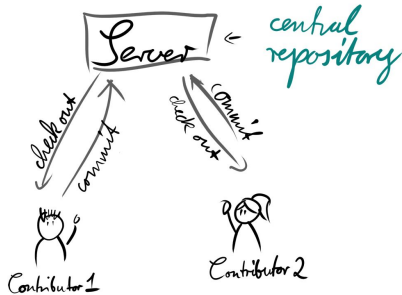 central
repository
Server
check out
commit
commit
check out
Contributor 1
Contributor 2